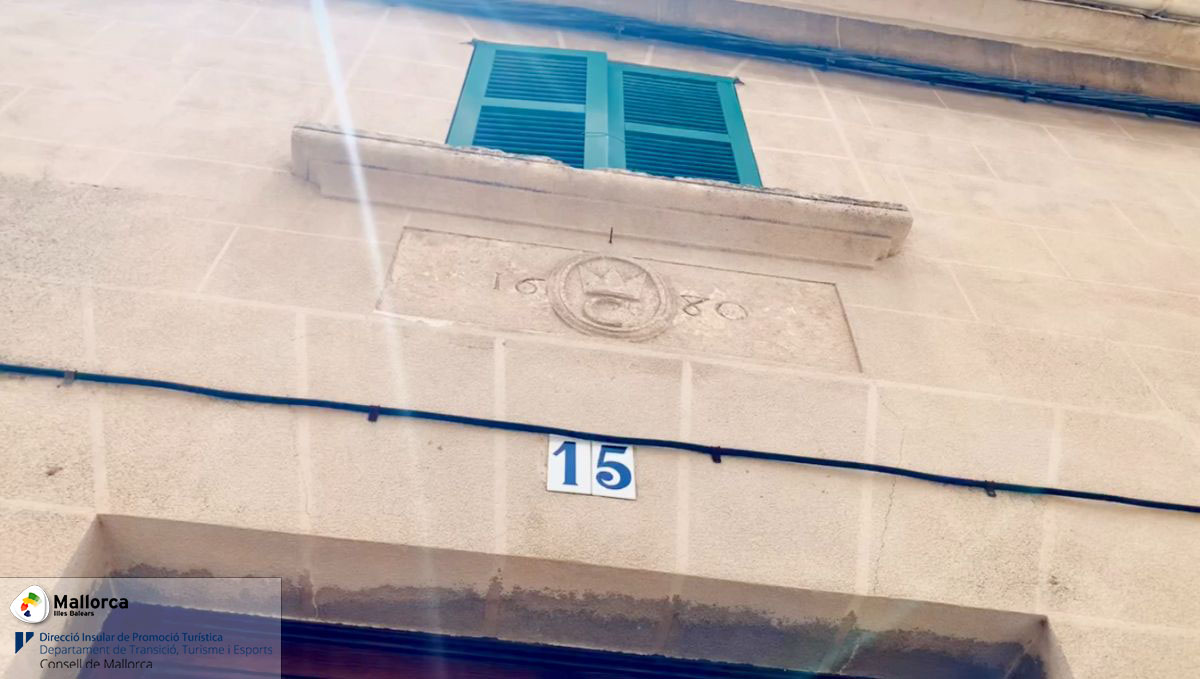 16 80
15
Mallorca
Illes Balears
Direcció Insular de Promoció Turística
Departament de Transició, Turisme i Esports
Consell de Mallorca